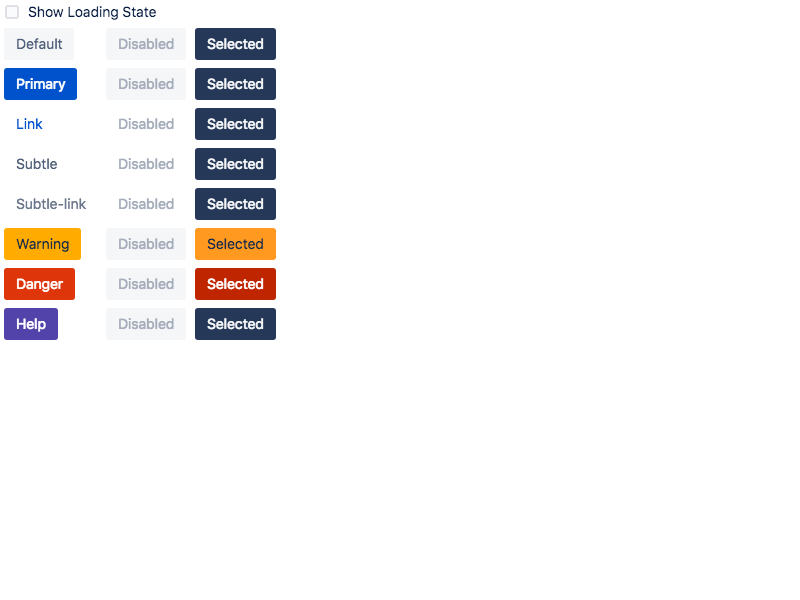 Show Loading State
Default Disabled Selected
Primary Disabled Selected
Link Disabled Selected
Subtle Disabled Selected
Subtle-link Disabled Selected
Warning Disabled Selected
Danger Disabled Selected
Help Disabled Selected